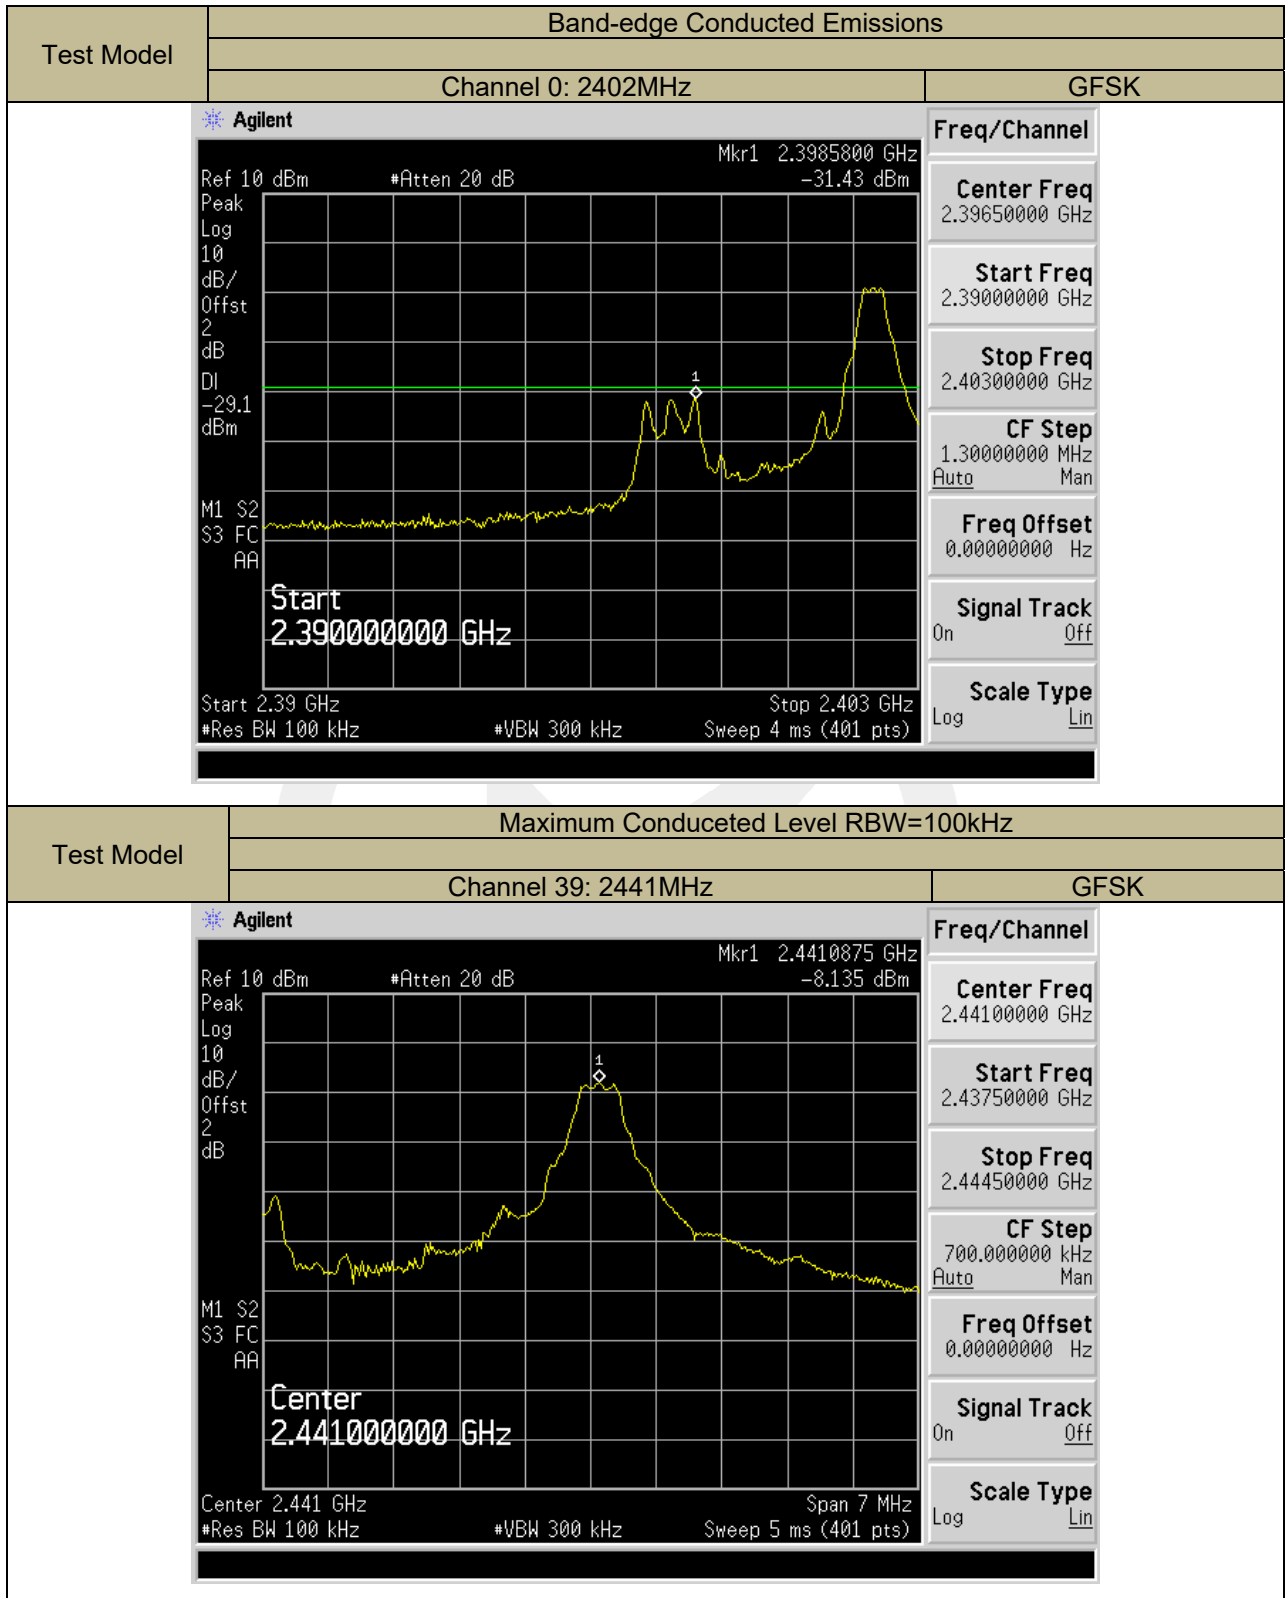 Test Model
Band-edge Conducted Emissions
Channel 0: 2402MHz
GFSK
Agilent
Freq/Channel
Mkr1 2.3985800 GHz
Ref 10 dBm #Atten 20 dB -31.43 dBm
Peak
Log
10
dB/
Offst
2
dB
DI
-29.1
dBm
M1 S2
S3 FC
AA
1
Start
2.390000000 GHz
Start 2.39 GHz Stop 2.403 GHz
#Res BW 100 kHz #VBW 300 kHz Sweep 4 ms (401 pts)
Center Freq
2.39650000 GHz
Start Freq
2.39000000 GHz
Stop Freq
2.40300000 GHz
CF Step
1.30000000 MHz
Auto Man
Freq Offset
0.00000000 Hz
Signal Track
On Off
Scale Type
Log Lin
Test Model
Maximum Conduceted Level RBW=100kHz
Channel 39: 2441MHz
GFSK
Agilent
Freq/Channel
Mkr1 2.4410875 GHz
Ref 10 dBm #Atten 20 dB -8.135 dBm
Peak
Log
10
dB/
Offst
2
dB
M1 S2
S3 FC
AA
1
Center
2.441000000 GHz
Center 2.441 GHz Span 7 MHz
#Res BW 100 kHz #VBW 300 kHz Sweep 5 ms (401 pts)
Center Freq
2.44100000 GHz
Start Freq
2.43750000 GHz
Stop Freq
2.44450000 GHz
CF Step
700.000000 kHz
Auto Man
Freq Offset
0.00000000 Hz
Signal Track
On Off
Scale Type
Log Lin